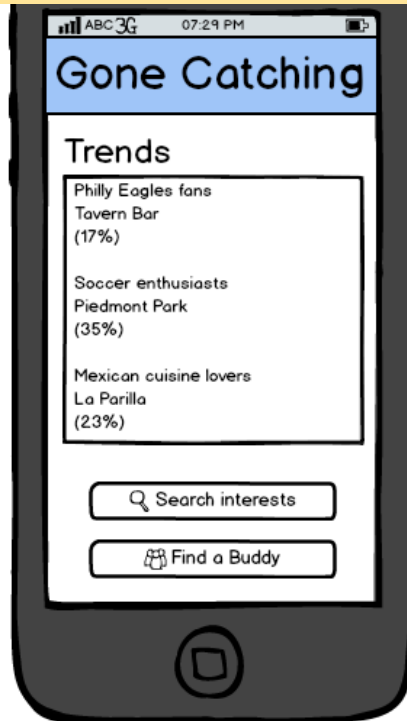 ABC 3G 07:29 PM
Gone Catching
Trends
Philly Eagles fans
Tavern Bar
(17%)
Soccer enthusiasts
Piedmont Park
(35%)
Mexican cuisine lovers
La Parilla
(23%)
Search interests
Find a Buddy